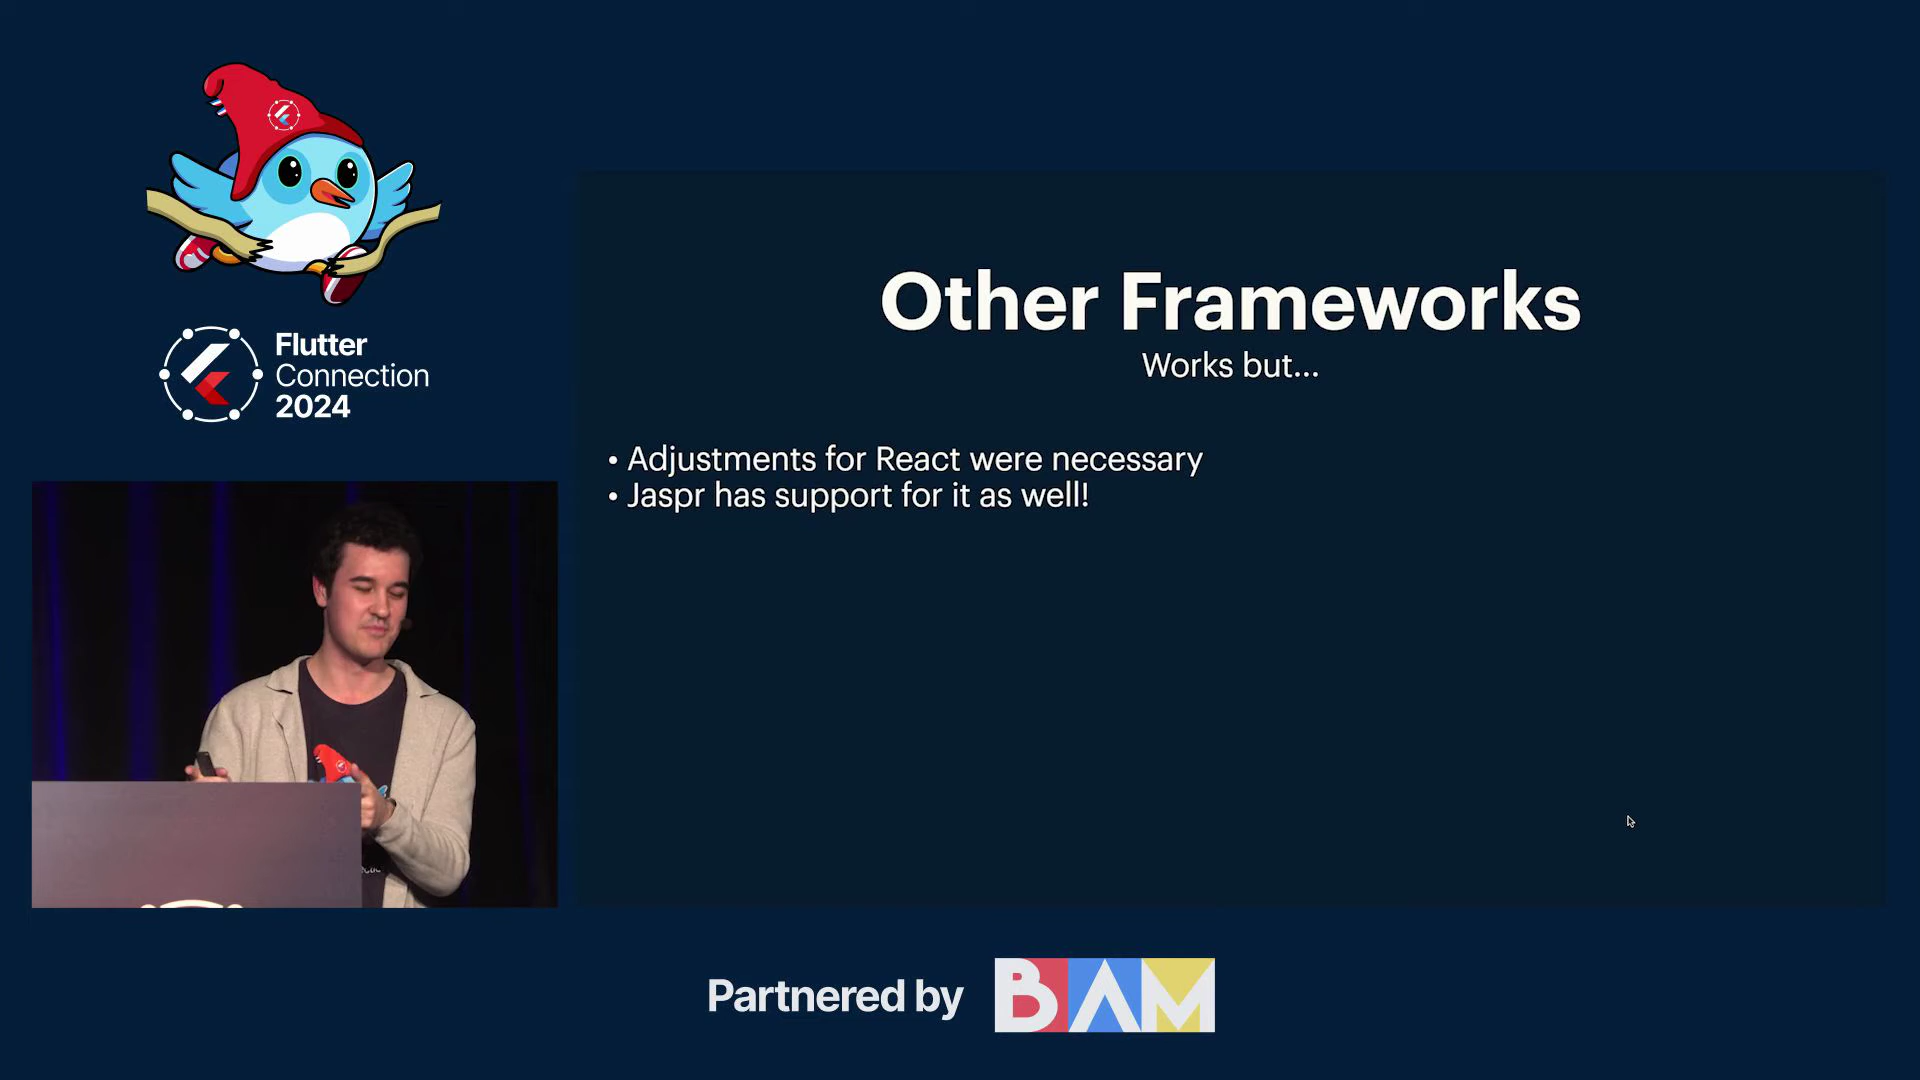 Flutter
Connection
2024
Other Frameworks
Works but...
• Adjustments for React were necessary
• Jaspr has support for it as well!
Partnered by
BAM